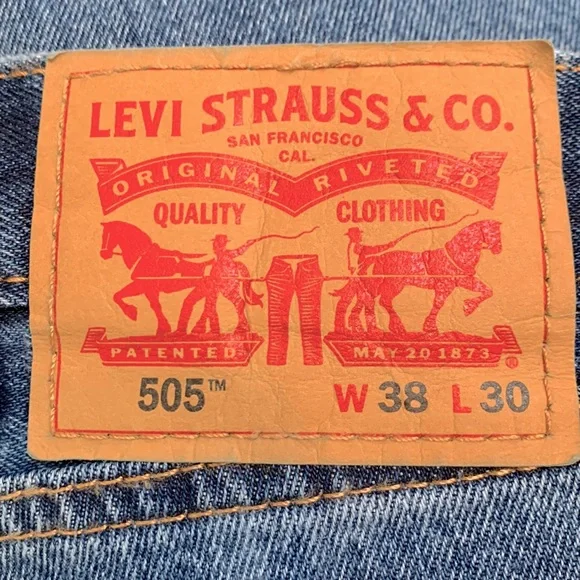 LEVI STRAUSS & CO.
SAN FRANCISCO
CAL.
ORIGINAL RIVETED
QUALITY CLOTHING
PATENTED MAY 20 1873 ®
505™ W 38 L 30